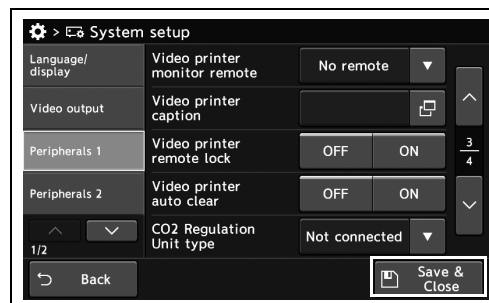 > System setup
Language/
display
Video output
Peripherals 1
Peripherals 2
1/2
Video printer
monitor remote
No remote
Video printer
caption
Video printer
remote lock
OFF
ON
Video printer
auto clear
OFF
ON
CO2 Regulation
Unit type
Not connected
3
4
Back
Save &
Close